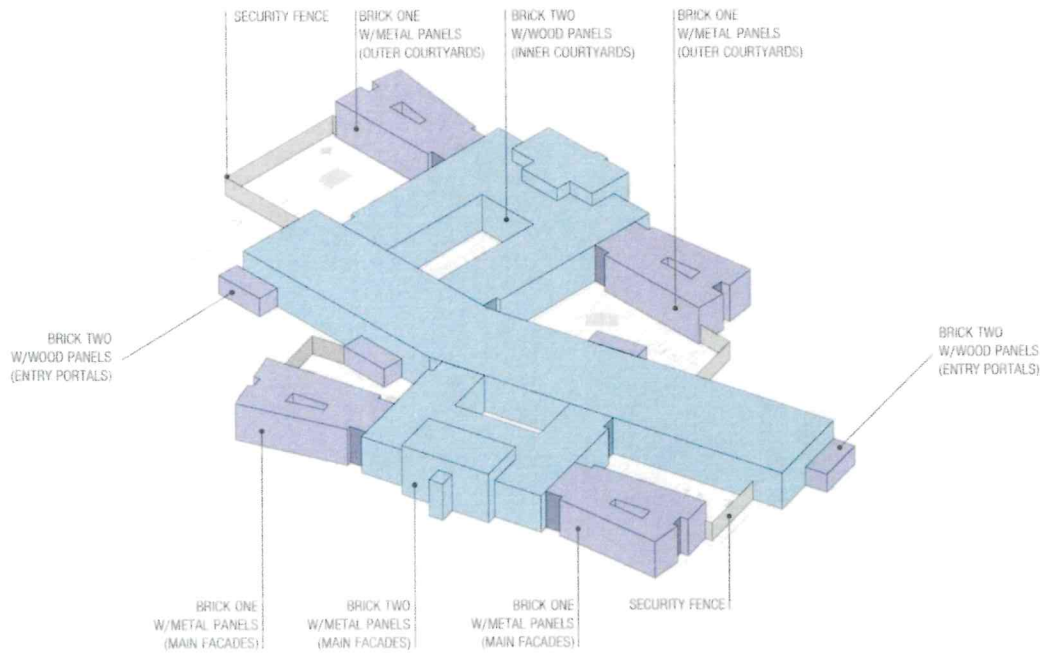 SECURITY FENCE
BRICK ONE
W/METAL PANELS
(OUTER COURTYARDS)
BRICK TWO
W/WOOD PANELS
(INNER COURTYARDS)
BRICK ONE
W/METAL PANELS
(OUTER COURTYARDS)
BRICK TWO
W/WOOD PANELS
(ENTRY PORTALS)
BRICK TWO
W/WOOD PANELS
(ENTRY PORTALS)
BRICK ONE
W/METAL PANELS
(MAIN FACADES)
BRICK TWO
W/METAL PANELS
(MAIN FACADES)
BRICK ONE
W/METAL PANELS
(MAIN FACADES)
SECURITY FENCE